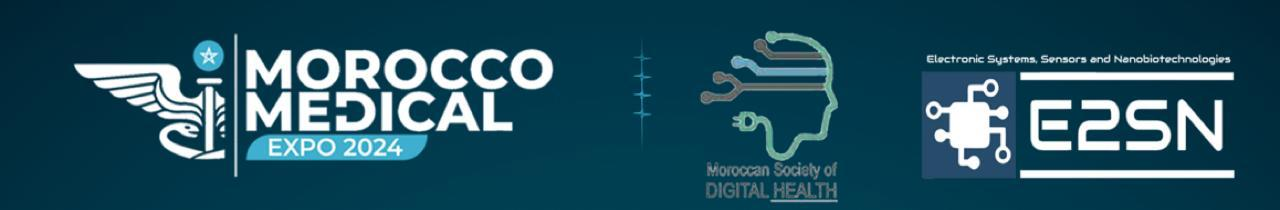 MOROCCO
MEDICAL
EXPO 2024
Moroccan Society of
DIGITAL HEALTH
Electronic Systems, Sensors and Nanobiotechnologies
E2SN